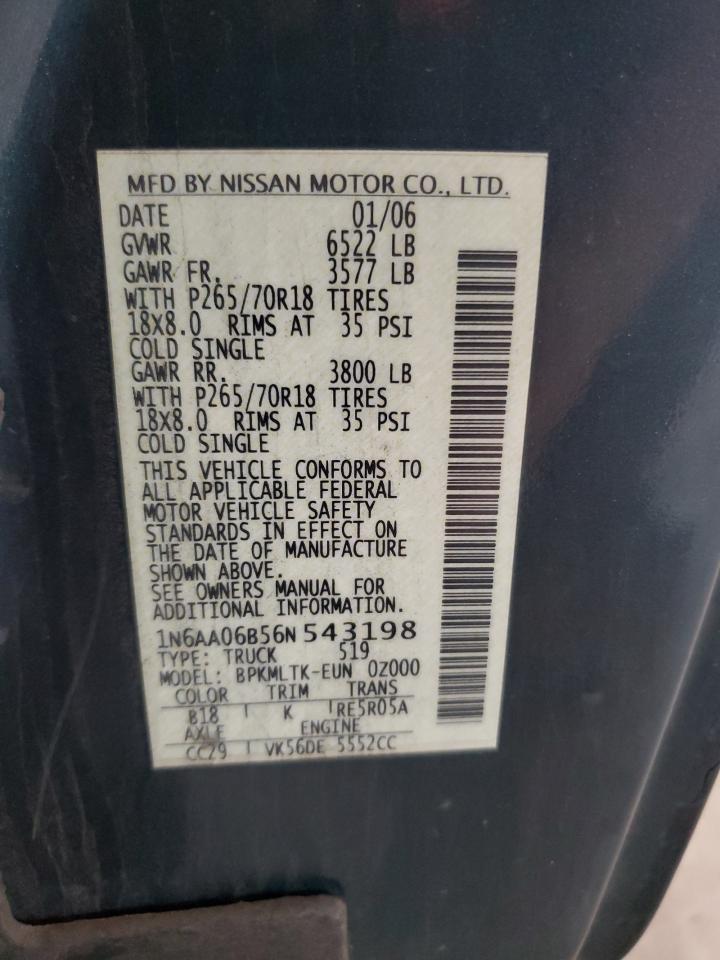 MFD BY NISSAN MOTOR CO., LTD.
DATE 01/06
GVWR 6522 LB
GAWR FR. 3577 LB
WITH P265/70R18 TIRES
18X8.0 RIMS AT 35 PSI
COLD SINGLE
GAWR RR. 3800 LB
WITH P265/70R18 TIRES
18X8.0 RIMS AT 35 PSI
COLD SINGLE
THIS VEHICLE CONFORMS TO
ALL APPLICABLE FEDERAL
MOTOR VEHICLE SAFETY
STANDARDS IN EFFECT ON
THE DATE OF MANUFACTURE
SHOWN ABOVE.
SEE OWNERS MANUAL FOR
ADDITIONAL INFORMATION.
1N6AA06B56N 543198
TYPE: TRUCK 519
MODEL: BPKMLTK-EUN 0Z000
COLOR TRIM TRANS
B18 K RE5R05A
AXLE ENGINE
CC29 VK56DE 5552CC